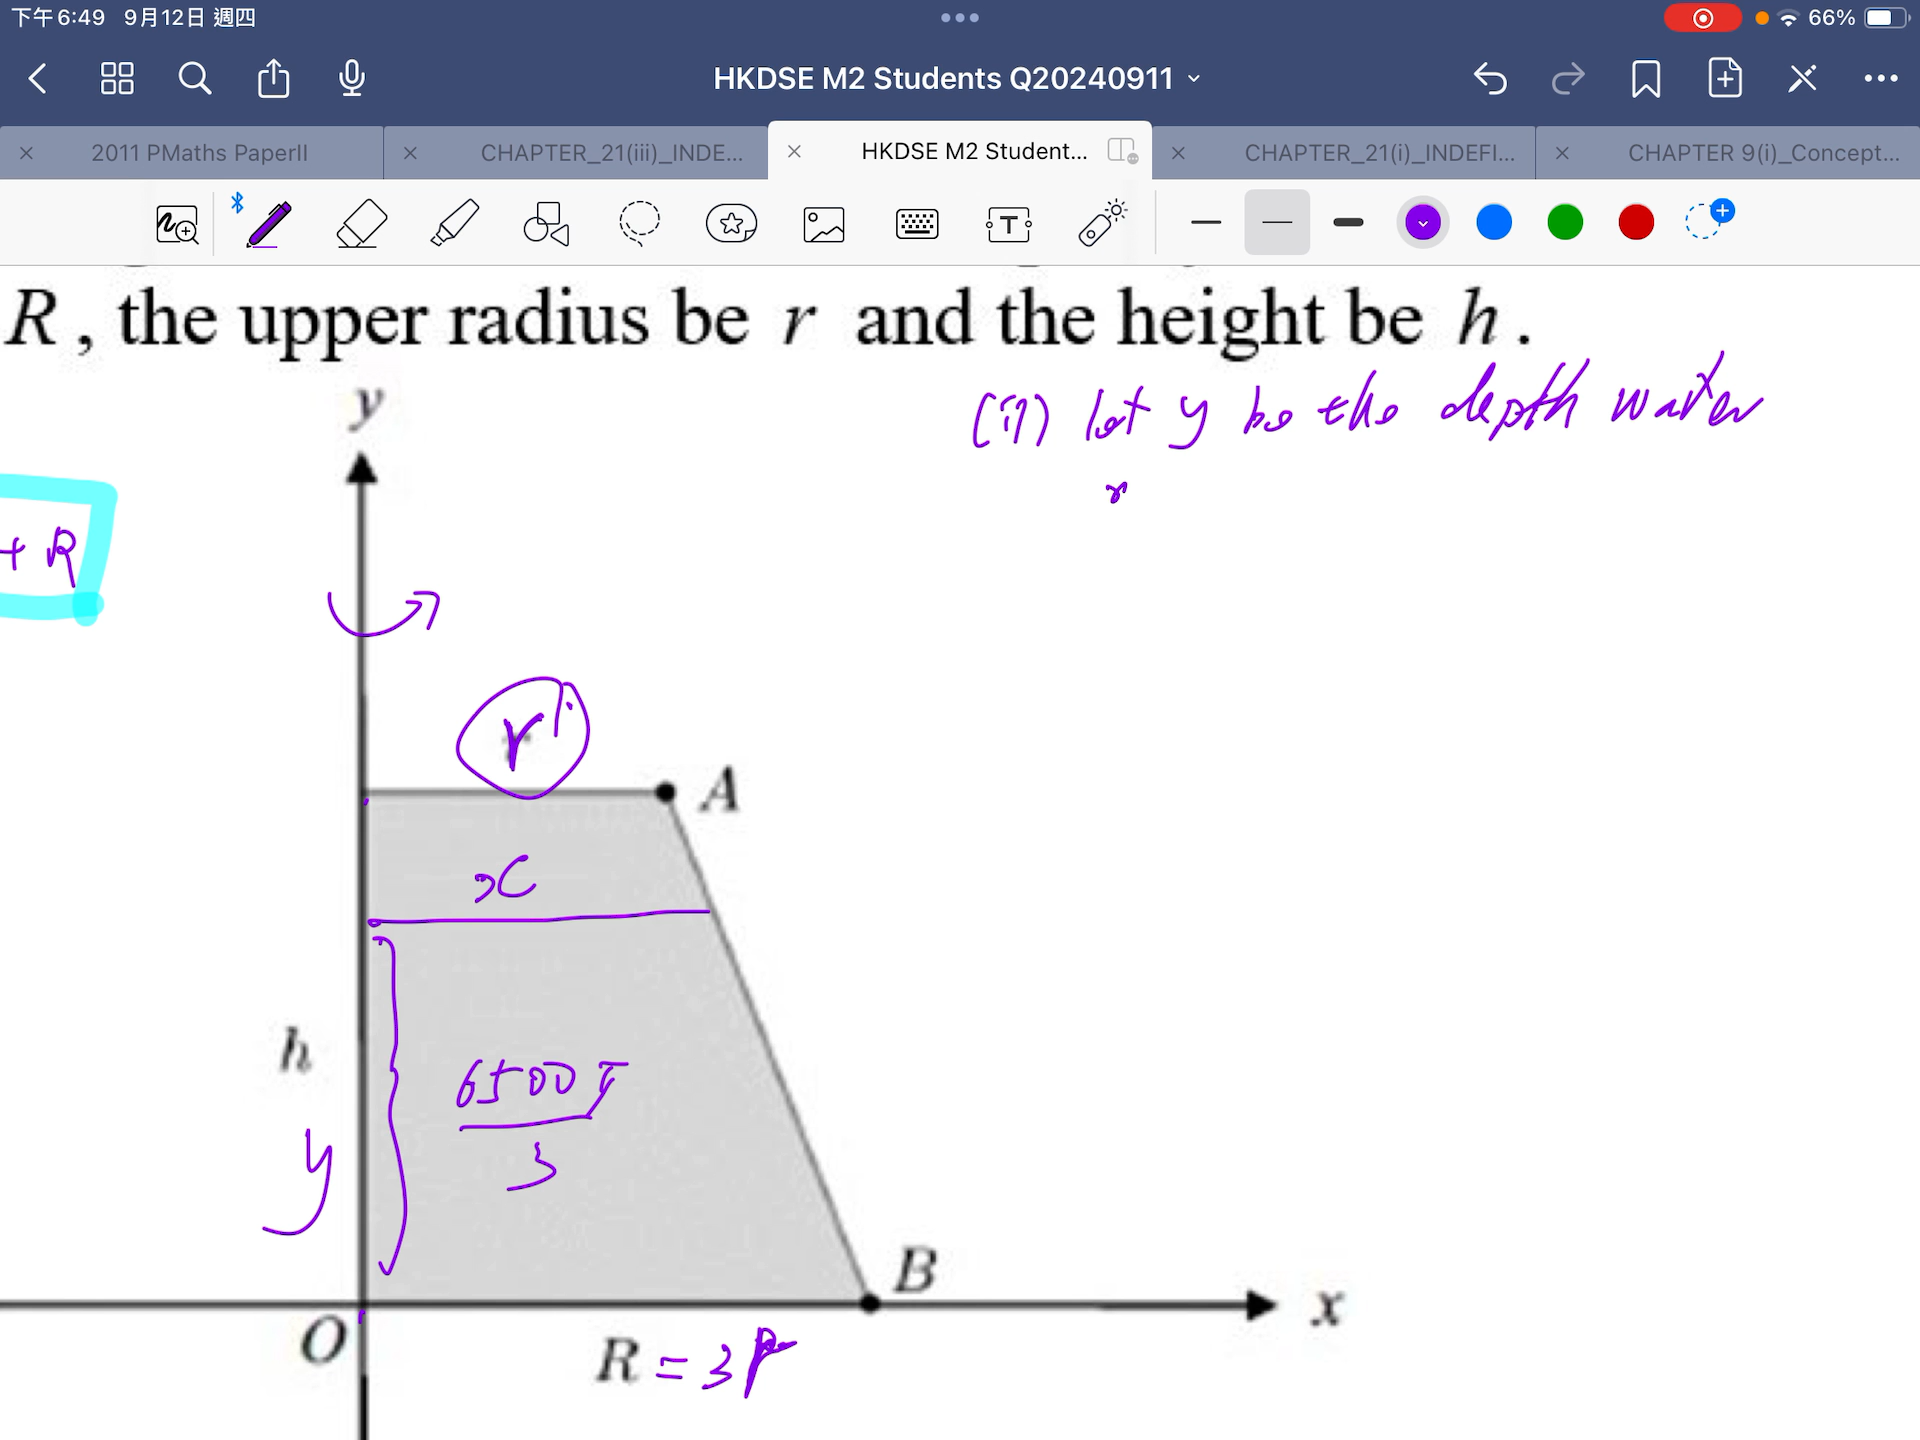 下午6:49 9月12日 週四
66%
HKDSE M2 Students Q20240911
2011 PMaths PaperII
CHAPTER_21(iii)_INDE...
HKDSE M2 Student...
CHAPTER_21(i)_INDEFI...
CHAPTER 9(i)_Concept...
T
R, the upper radius be r and the height be h.
y
(ii) let y be the depth water
+ R
r
A
x
h
6500π
3
y
B
O
x
R = 3